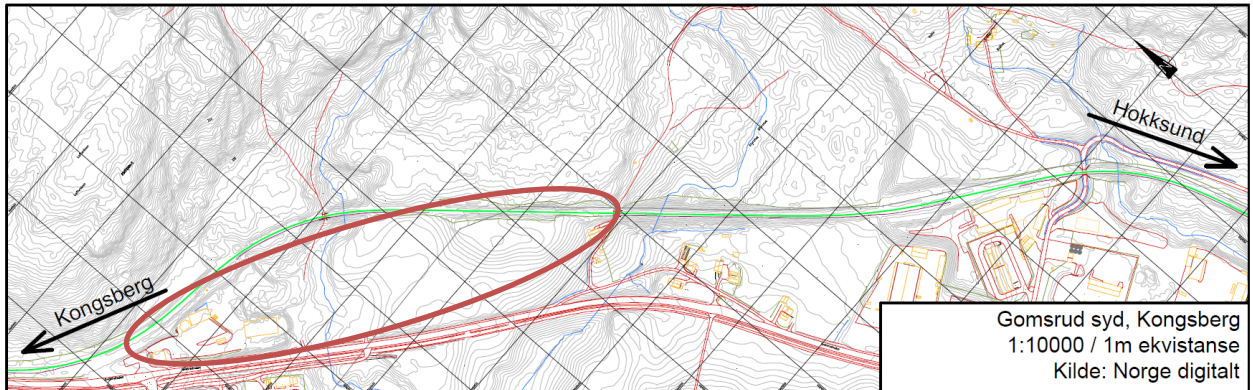 Hokksund
Kongsberg
Gomsrud syd, Kongsberg
1:10000 / 1m ekvistanse
Kilde: Norge digitalt